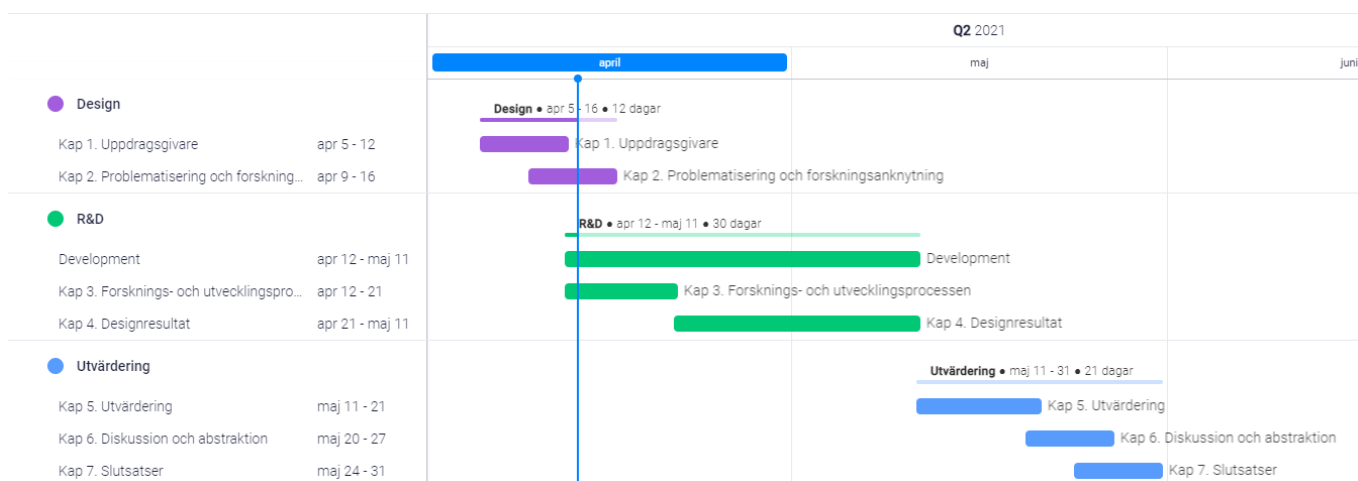 Q2 2021
april maj juni
Design
Design • apr 5 - 16 • 12 dagar
Kap 1. Uppdragsgivare apr 5 - 12 Kap 1. Uppdragsgivare
Kap 2. Problematisering och forskning... apr 9 - 16 Kap 2. Problematisering och forskningsanknytning
R&D
R&D • apr 12 - maj 11 • 30 dagar
Development apr 12 - maj 11 Development
Kap 3. Forsknings- och utvecklingspro... apr 12 - 21 Kap 3. Forsknings- och utvecklingsprocessen
Kap 4. Designresultat apr 21 - maj 11 Kap 4. Designresultat
Utvärdering
Utvärdering • maj 11 - 31 • 21 dagar
Kap 5. Utvärdering maj 11 - 21 Kap 5. Utvärdering
Kap 6. Diskussion och abstraktion maj 20 - 27 Kap 6. Diskussion och abstraktion
Kap 7. Slutsatser maj 24 - 31 Kap 7. Slutsatser